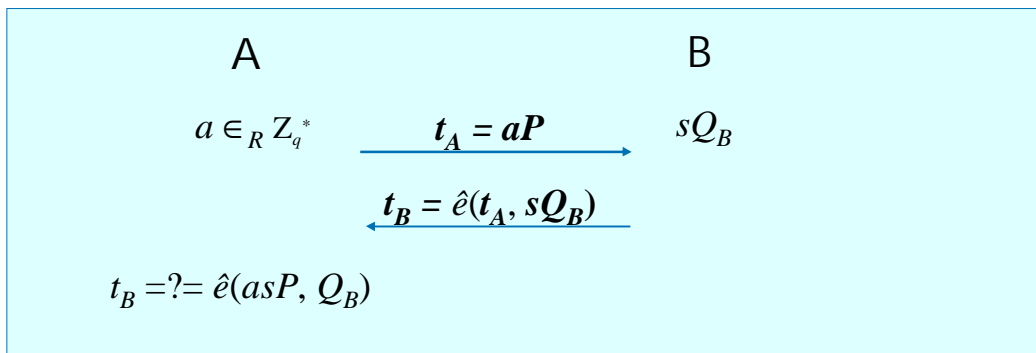 A B
a ∈_R Z_q* t_A = aP sQ_B
t_B = ê(t_A, sQ_B)
t_B =?= ê(asP, Q_B)